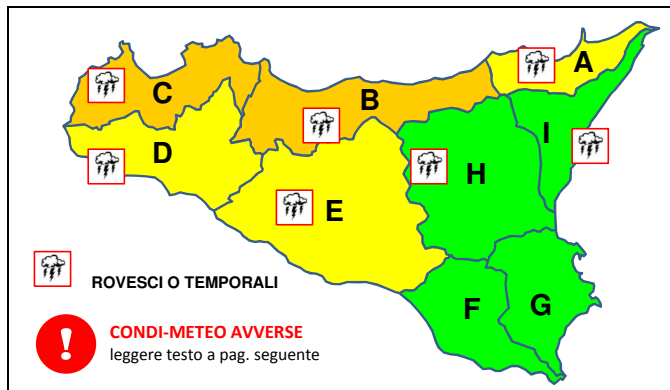 A
C
B
I
D
H
E
ROVESCI O TEMPORALI
F
G
!
CONDI-METEO AVVERSE
leggere testo a pag. seguente